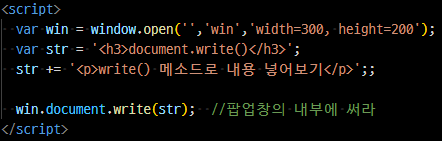 <script>
var win = window.open('','win','width=300, height=200');
var str = '<h3>document.write()</h3>';
str += '<p>write() 메소드로 내용 넣어보기</p>';;
win.document.write(str); //팝업창의 내부에 써라
</script>